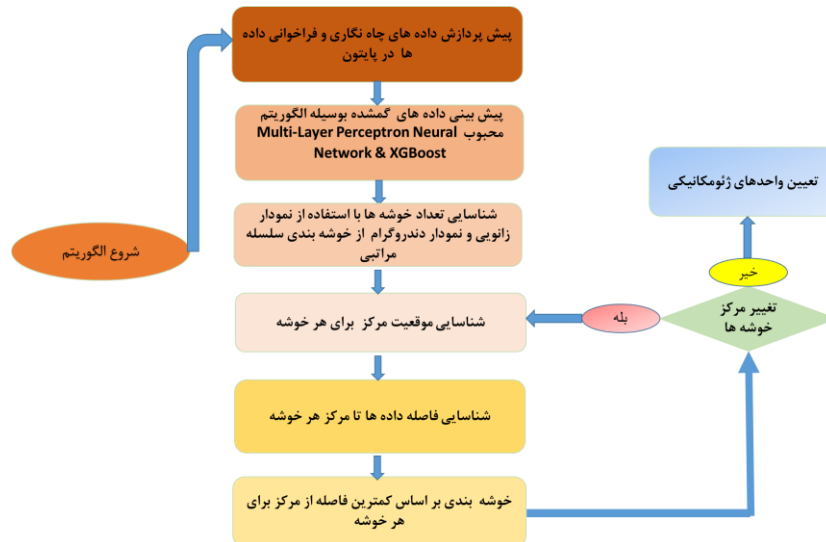 شروع الگوریتم
پیش پردازش داده های چاه نگاری و فراخوانی داده
ها در پایتون
پیش بینی داده های گمشده بوسیله الگوریتم
محبوب Multi-Layer Perceptron Neural
Network & XGBoost
شناسایی تعداد خوشه ها با استفاده از نمودار
زانویی و نمودار دندروگرام از خوشه بندی سلسله
مراتبی
شناسایی موقعیت مرکز برای هر خوشه
شناسایی فاصله داده ها تا مرکز هر خوشه
خوشه بندی بر اساس کمترین فاصله از مرکز برای
هر خوشه
تغییر مرکز
خوشه ها
بله
خیر
تعیین واحدهای ژئومکانیکی